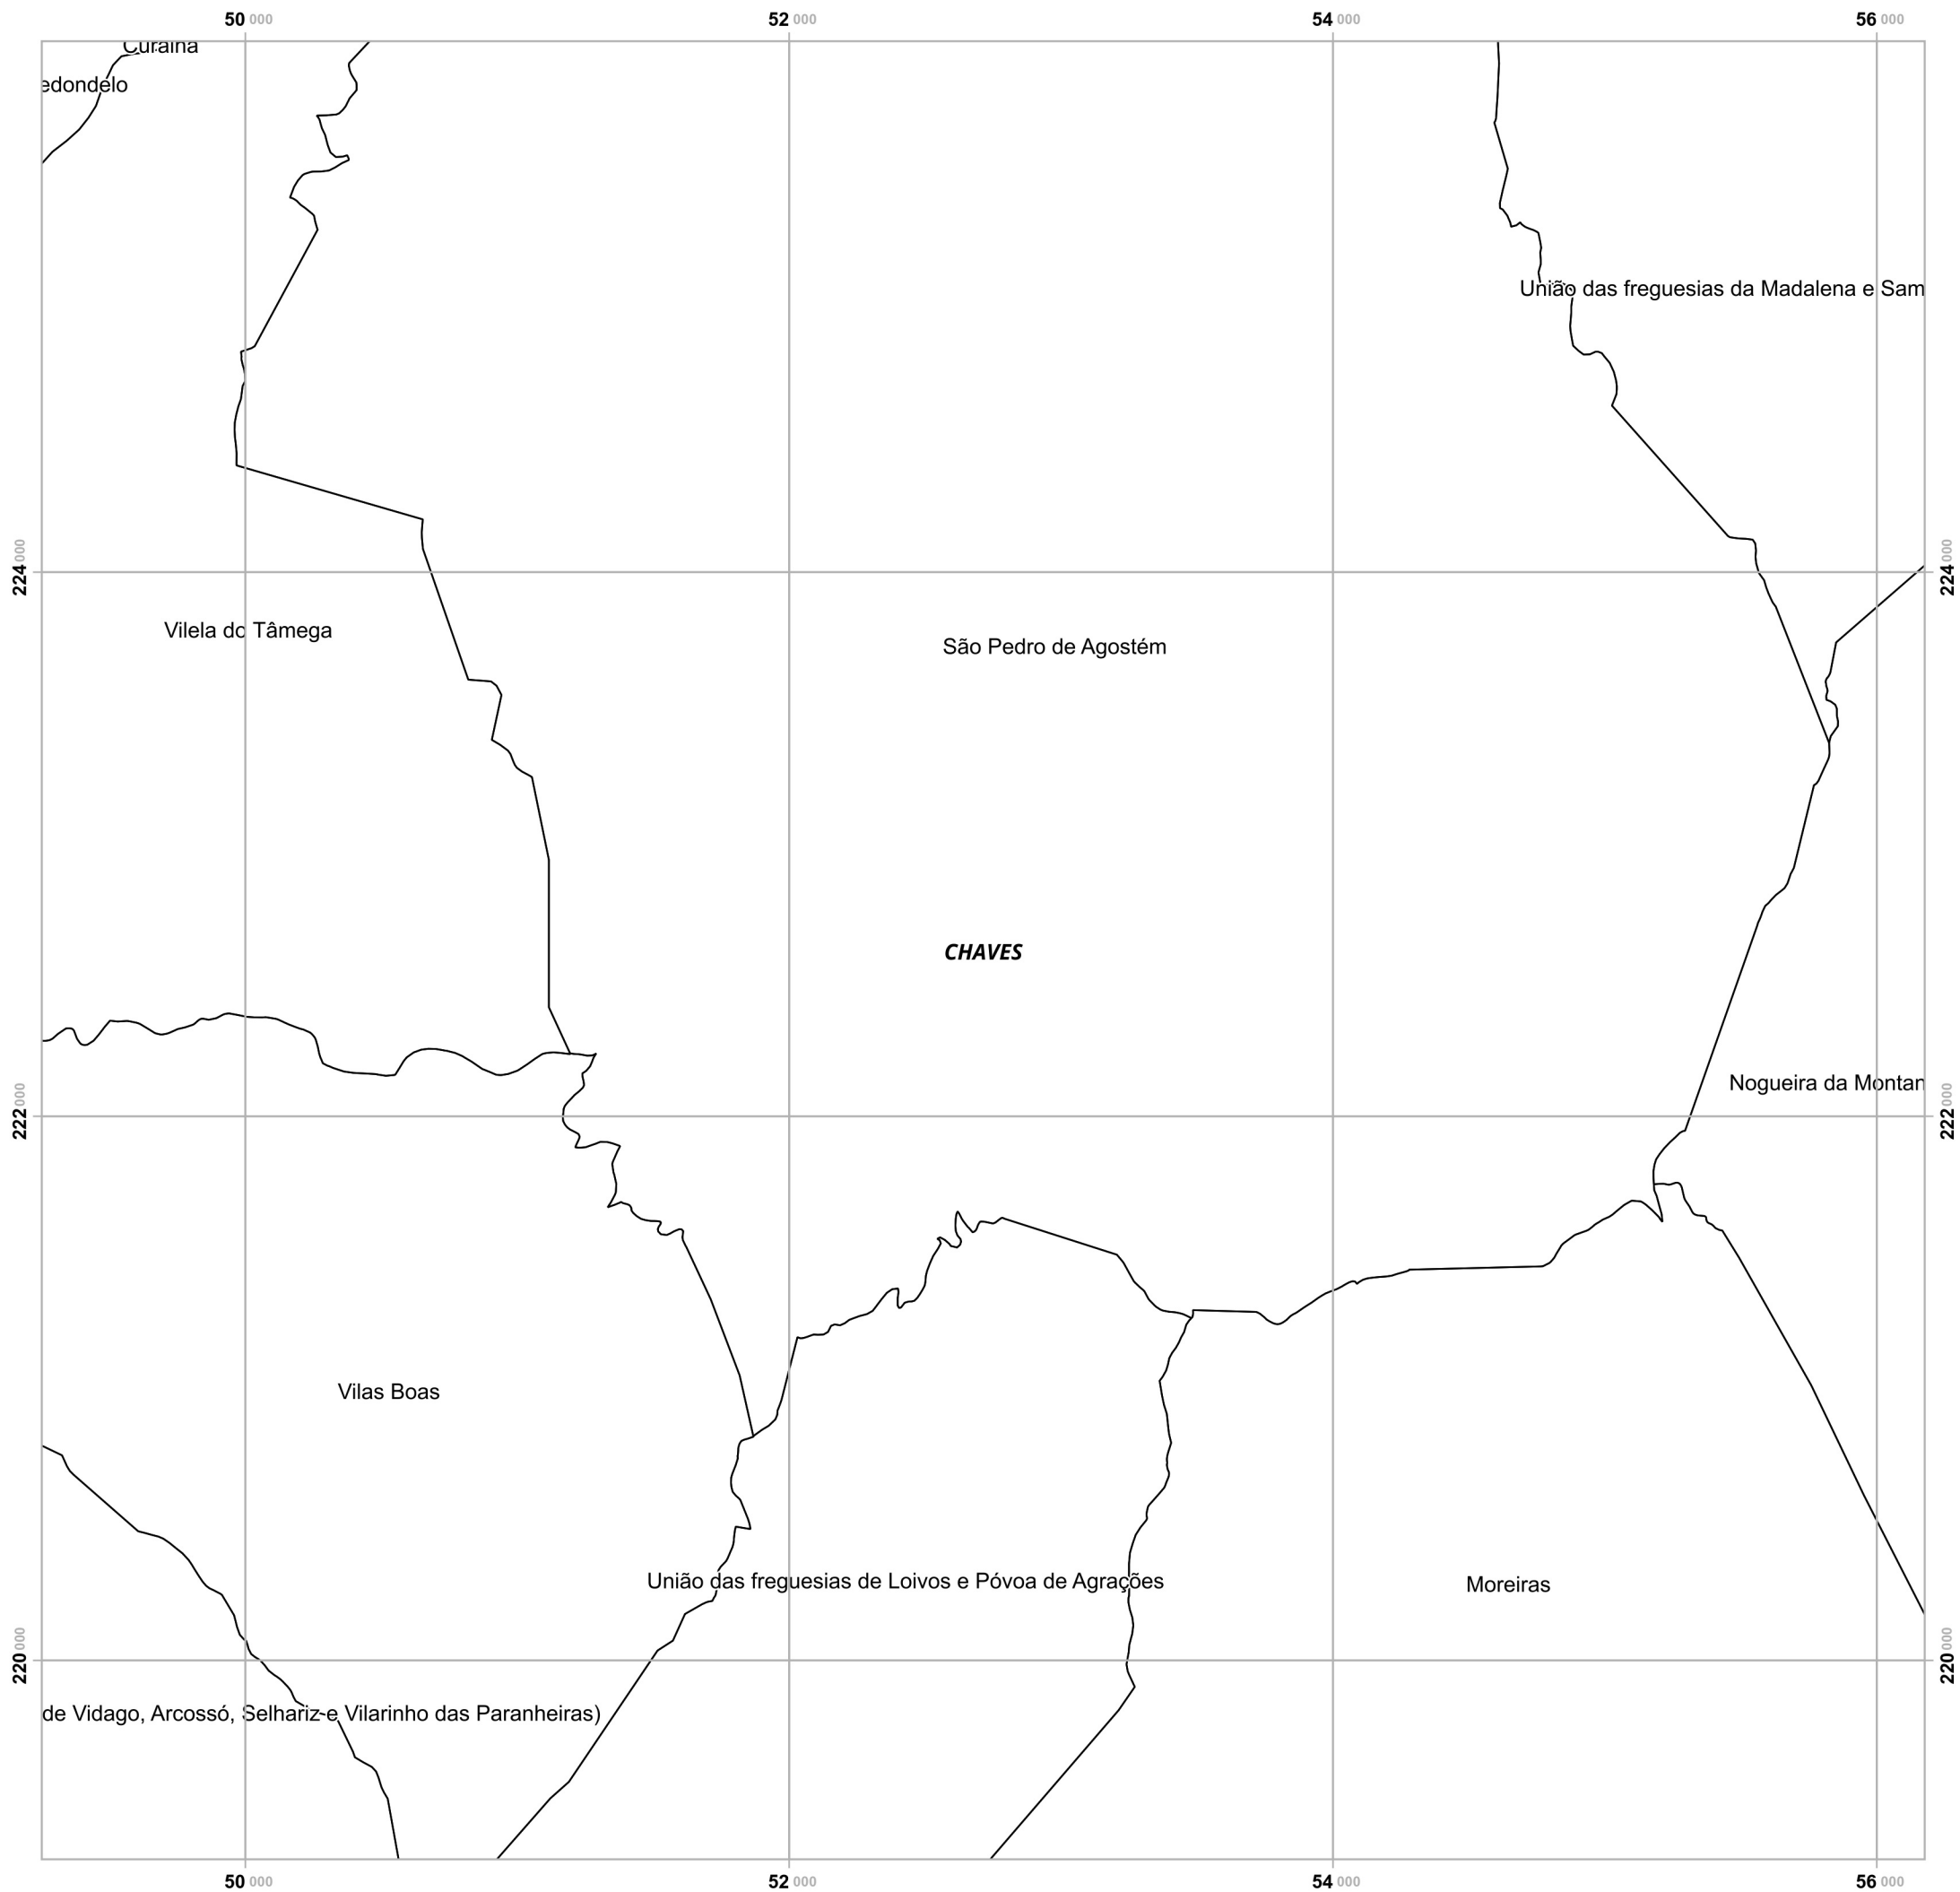 50 000
52 000
54 000
56 000
Curalha
edondelo
União das freguesias da Madalena e Sam
224 000
224 000
Vilela do Tâmega
São Pedro de Agostém
CHAVES
Nogueira da Montan
222 000
222 000
Vilas Boas
União das freguesias de Loivos e Póvoa de Agrações
Moreiras
220 000
220 000
de Vidago, Arcossó, Selhariz e Vilarinho das Paranheiras)
50 000
52 000
54 000
56 000